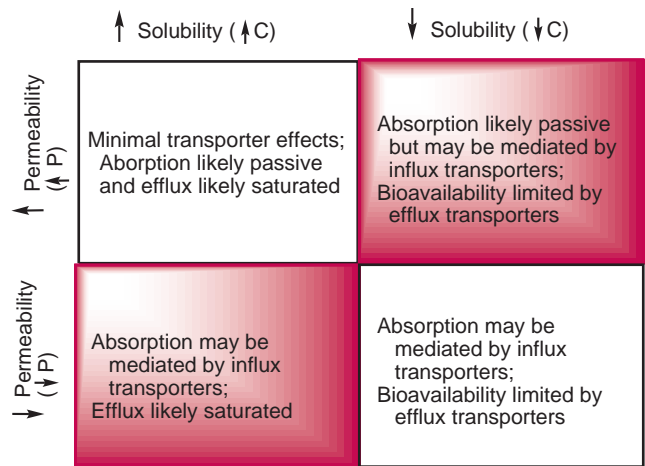 ↑ Solubility (↑C)
↓ Solubility (↓C)
↑ Permeability
(↑P)
Minimal transporter effects;
Aborption likely passive
and efflux likely saturated
Absorption likely passive
but may be mediated by
influx transporters;
Bioavailability limited by
efflux transporters
↓ Permeability
(↓P)
Absorption may be
mediated by influx
transporters;
Efflux likely saturated
Absorption may be
mediated by influx
transporters;
Bioavailability limited by
efflux transporters